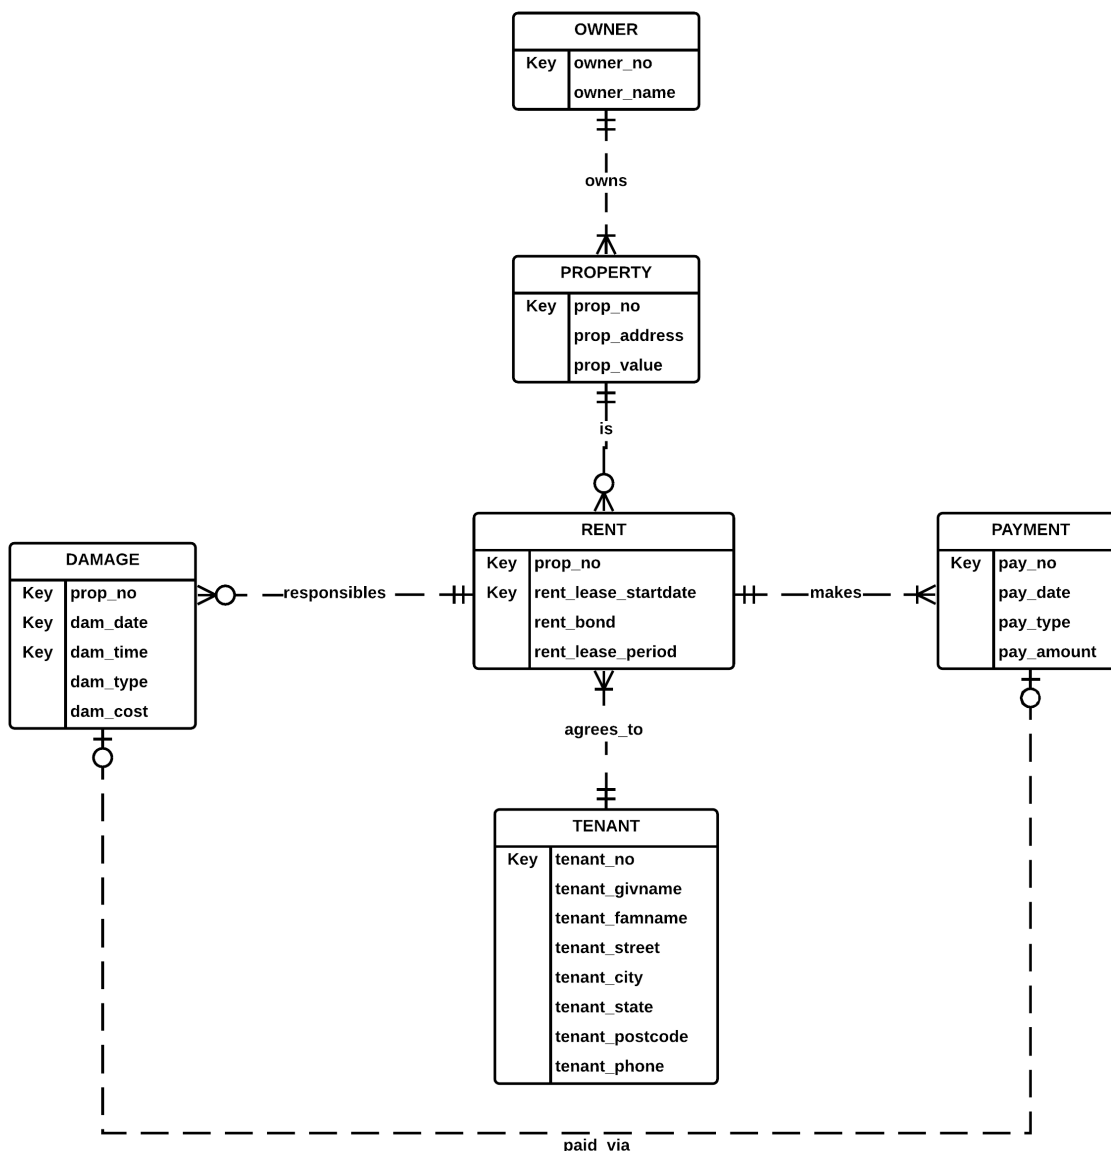 OWNER
Key owner_no
owner_name
owns
PROPERTY
Key prop_no
prop_address
prop_value
is
RENT
Key prop_no
Key rent_lease_startdate
rent_bond
rent_lease_period
PAYMENT
Key pay_no
pay_date
pay_type
pay_amount
DAMAGE
Key prop_no
Key dam_date
Key dam_time
dam_type
dam_cost
responsibles
makes
agrees_to
TENANT
Key tenant_no
tenant_givname
tenant_famname
tenant_street
tenant_city
tenant_state
tenant_postcode
tenant_phone
paid_via